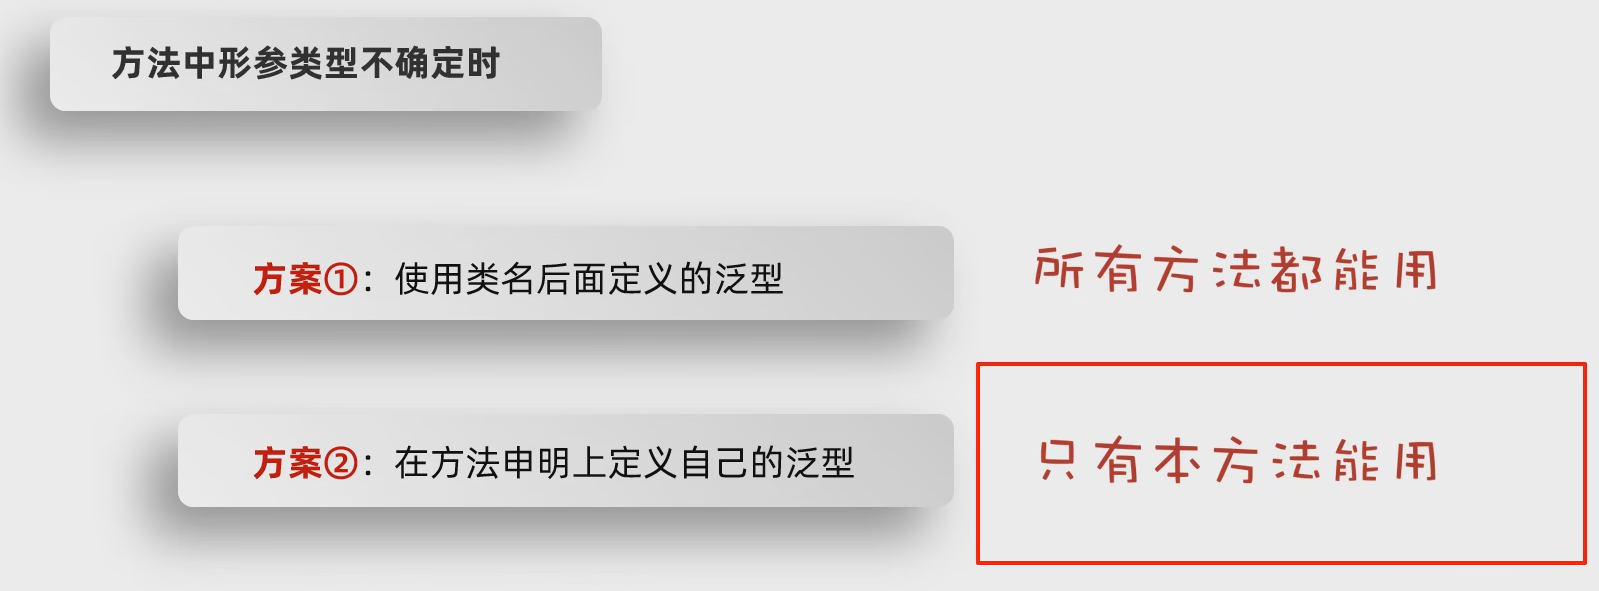 方法中形参类型不确定时
方案①：使用类名后面定义的泛型
所有方法都能用
方案②：在方法申明上定义自己的泛型
只有本方法能用